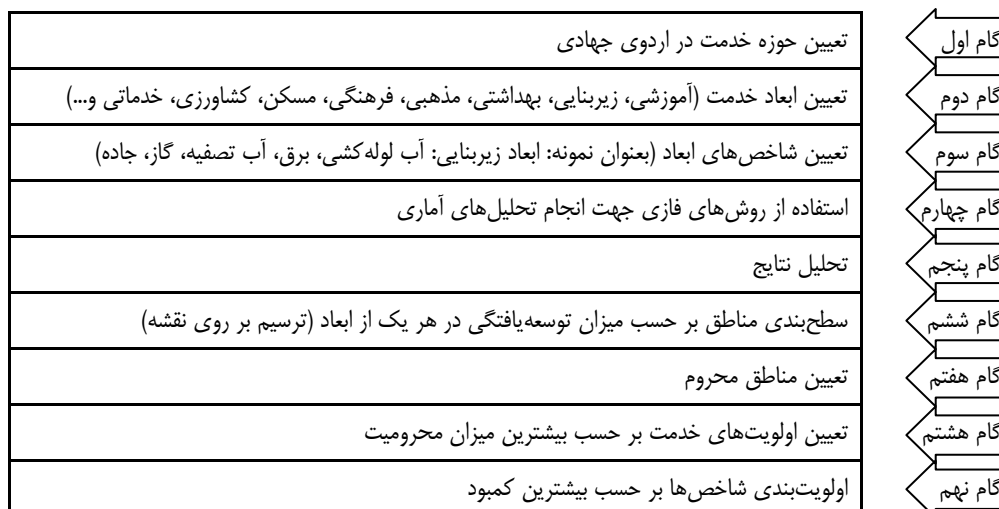 گام اول
تعیین حوزه خدمت در اردوی جهادی
گام دوم
تعیین ابعاد خدمت (آموزشی، زیربنایی، بهداشتی، مذهبی، فرهنگی، مسکن، کشاورزی، خدماتی و...)
گام سوم
تعیین شاخص‌های ابعاد (بعنوان نمونه: ابعاد زیربنایی: آب لوله‌کشی، برق، آب تصفیه، گاز، جاده)
گام چهارم
استفاده از روش‌های فازی جهت انجام تحلیل‌های آماری
گام پنجم
تحلیل نتایج
گام ششم
سطح‌بندی مناطق بر حسب میزان توسعه‌یافتگی در هر یک از ابعاد (ترسیم بر روی نقشه)
گام هفتم
تعیین مناطق محروم
گام هشتم
تعیین اولویت‌های خدمت بر حسب بیشترین میزان محرومیت
گام نهم
اولویت‌بندی شاخص‌ها بر حسب بیشترین کمبود